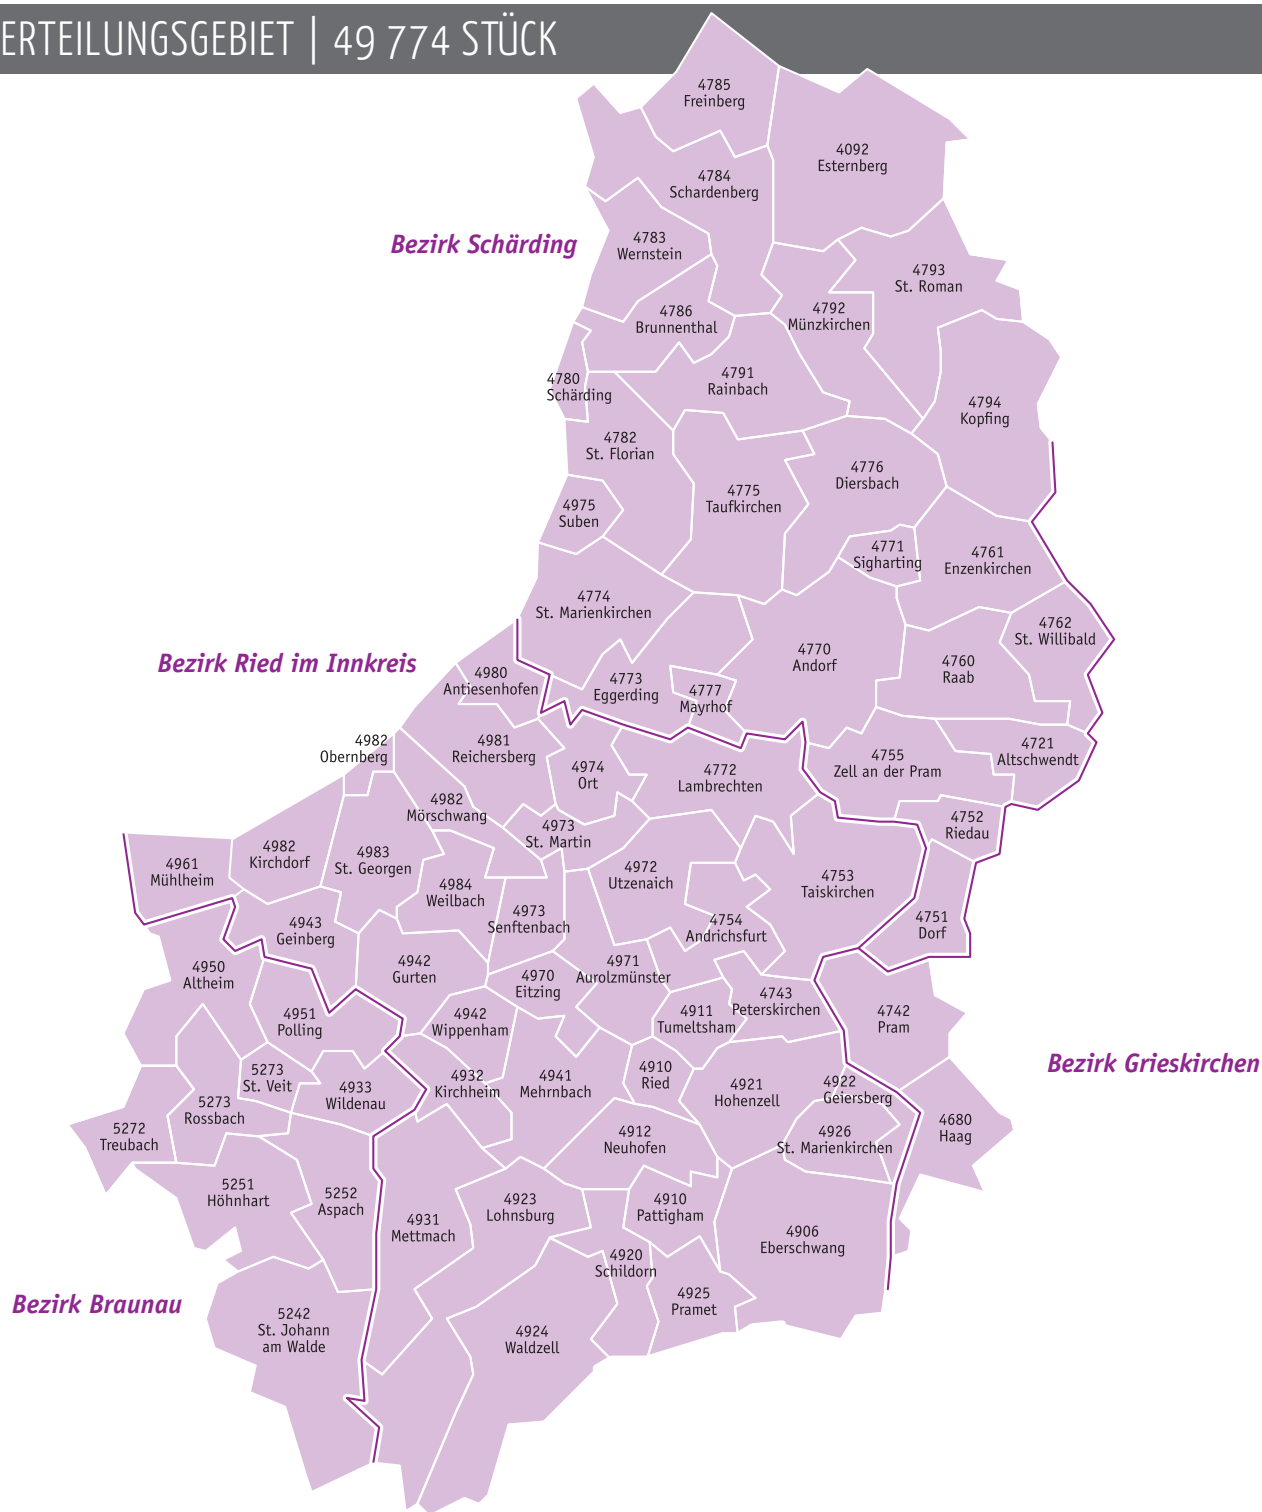 ERTEILUNGSGEBIET | 49 774 STÜCK
4785
Freinberg
4092
Esternberg
4784
Schardenberg
Bezirk Schärding
4783
Wernstein
4793
St. Roman
4786
Brunnenthal
4792
Münzkirchen
4791
Rainbach
4780
Schärding
4794
Kopfing
4782
St. Florian
4776
Diersbach
4775
Taufkirchen
4975
Suben
4771
Sigharting
4761
Enzenkirchen
4774
St. Marienkirchen
4762
St. Willibald
4770
Andorf
4760
Raab
Bezirk Ried im Innkreis
4980
Antiesenhofen
4773
Eggerding
4777
Mayrhof
4982
Obernberg
4981
Reichersberg
4974
Ort
4772
Lambrechten
4755
Zell an der Pram
4721
Altschwendt
4982
Mörschwang
4752
Riedau
4973
St. Martin
4982
Kirchdorf
4983
St. Georgen
4961
Mühlheim
4972
Utzenaich
4753
Taiskirchen
4984
Weilbach
4973
Senftenbach
4943
Geinberg
4754
Andrichsfurt
4751
Dorf
4950
Altheim
4942
Gurten
4970
Eitzing
4971
Aurolzmünster
4743
Peterskirchen
4951
Polling
4942
Wippenham
4911
Tumeltsham
4742
Pram
Bezirk Grieskirchen
5273
St. Veit
4933
Wildenau
4932
Kirchheim
4941
Mehrnbach
4910
Ried
4921
Hohenzell
4922
Geiersberg
5273
Rossbach
5272
Treubach
4912
Neuhofen
4926
St. Marienkirchen
4680
Haag
5251
Höhnhart
5252
Aspach
4931
Mettmach
4923
Lohnsburg
4910
Pattigham
4906
Eberschwang
4920
Schildorn
4925
Pramet
Bezirk Braunau
5242
St. Johann
am Walde
4924
Waldzell